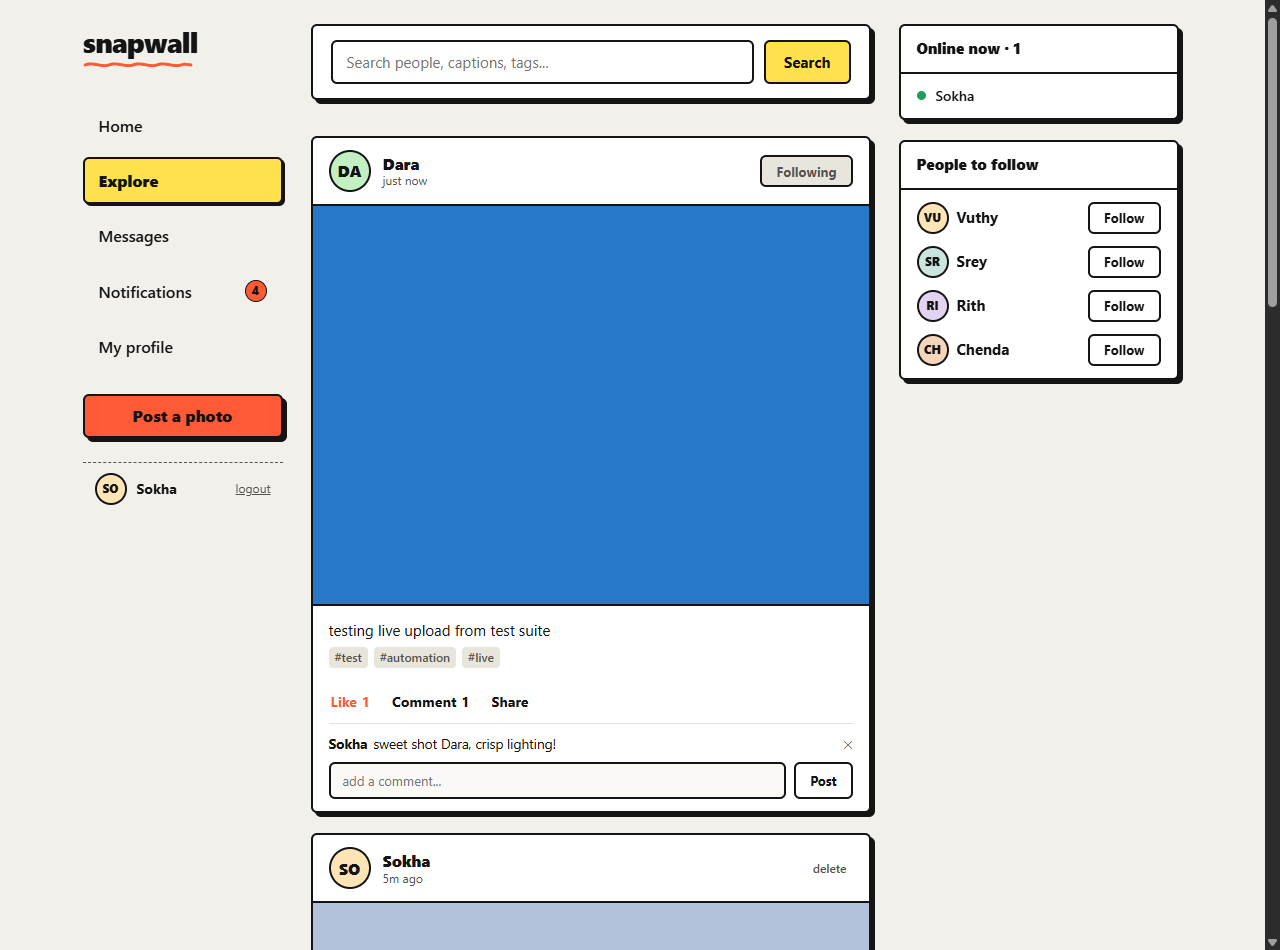 snapwall
Home
Explore
Messages
Notifications 4
My profile
Post a photo
SO Sokha logout
Search people, captions, tags... Search
DA Dara
just now
Following
testing live upload from test suite
#test #automation #live
Like 1 Comment 1 Share
Sokha sweet shot Dara, crisp lighting! ×
add a comment... Post
SO Sokha
5m ago
delete
Online now · 1
Sokha
People to follow
VU Vuthy Follow
SR Srey Follow
RI Rith Follow
CH Chenda Follow